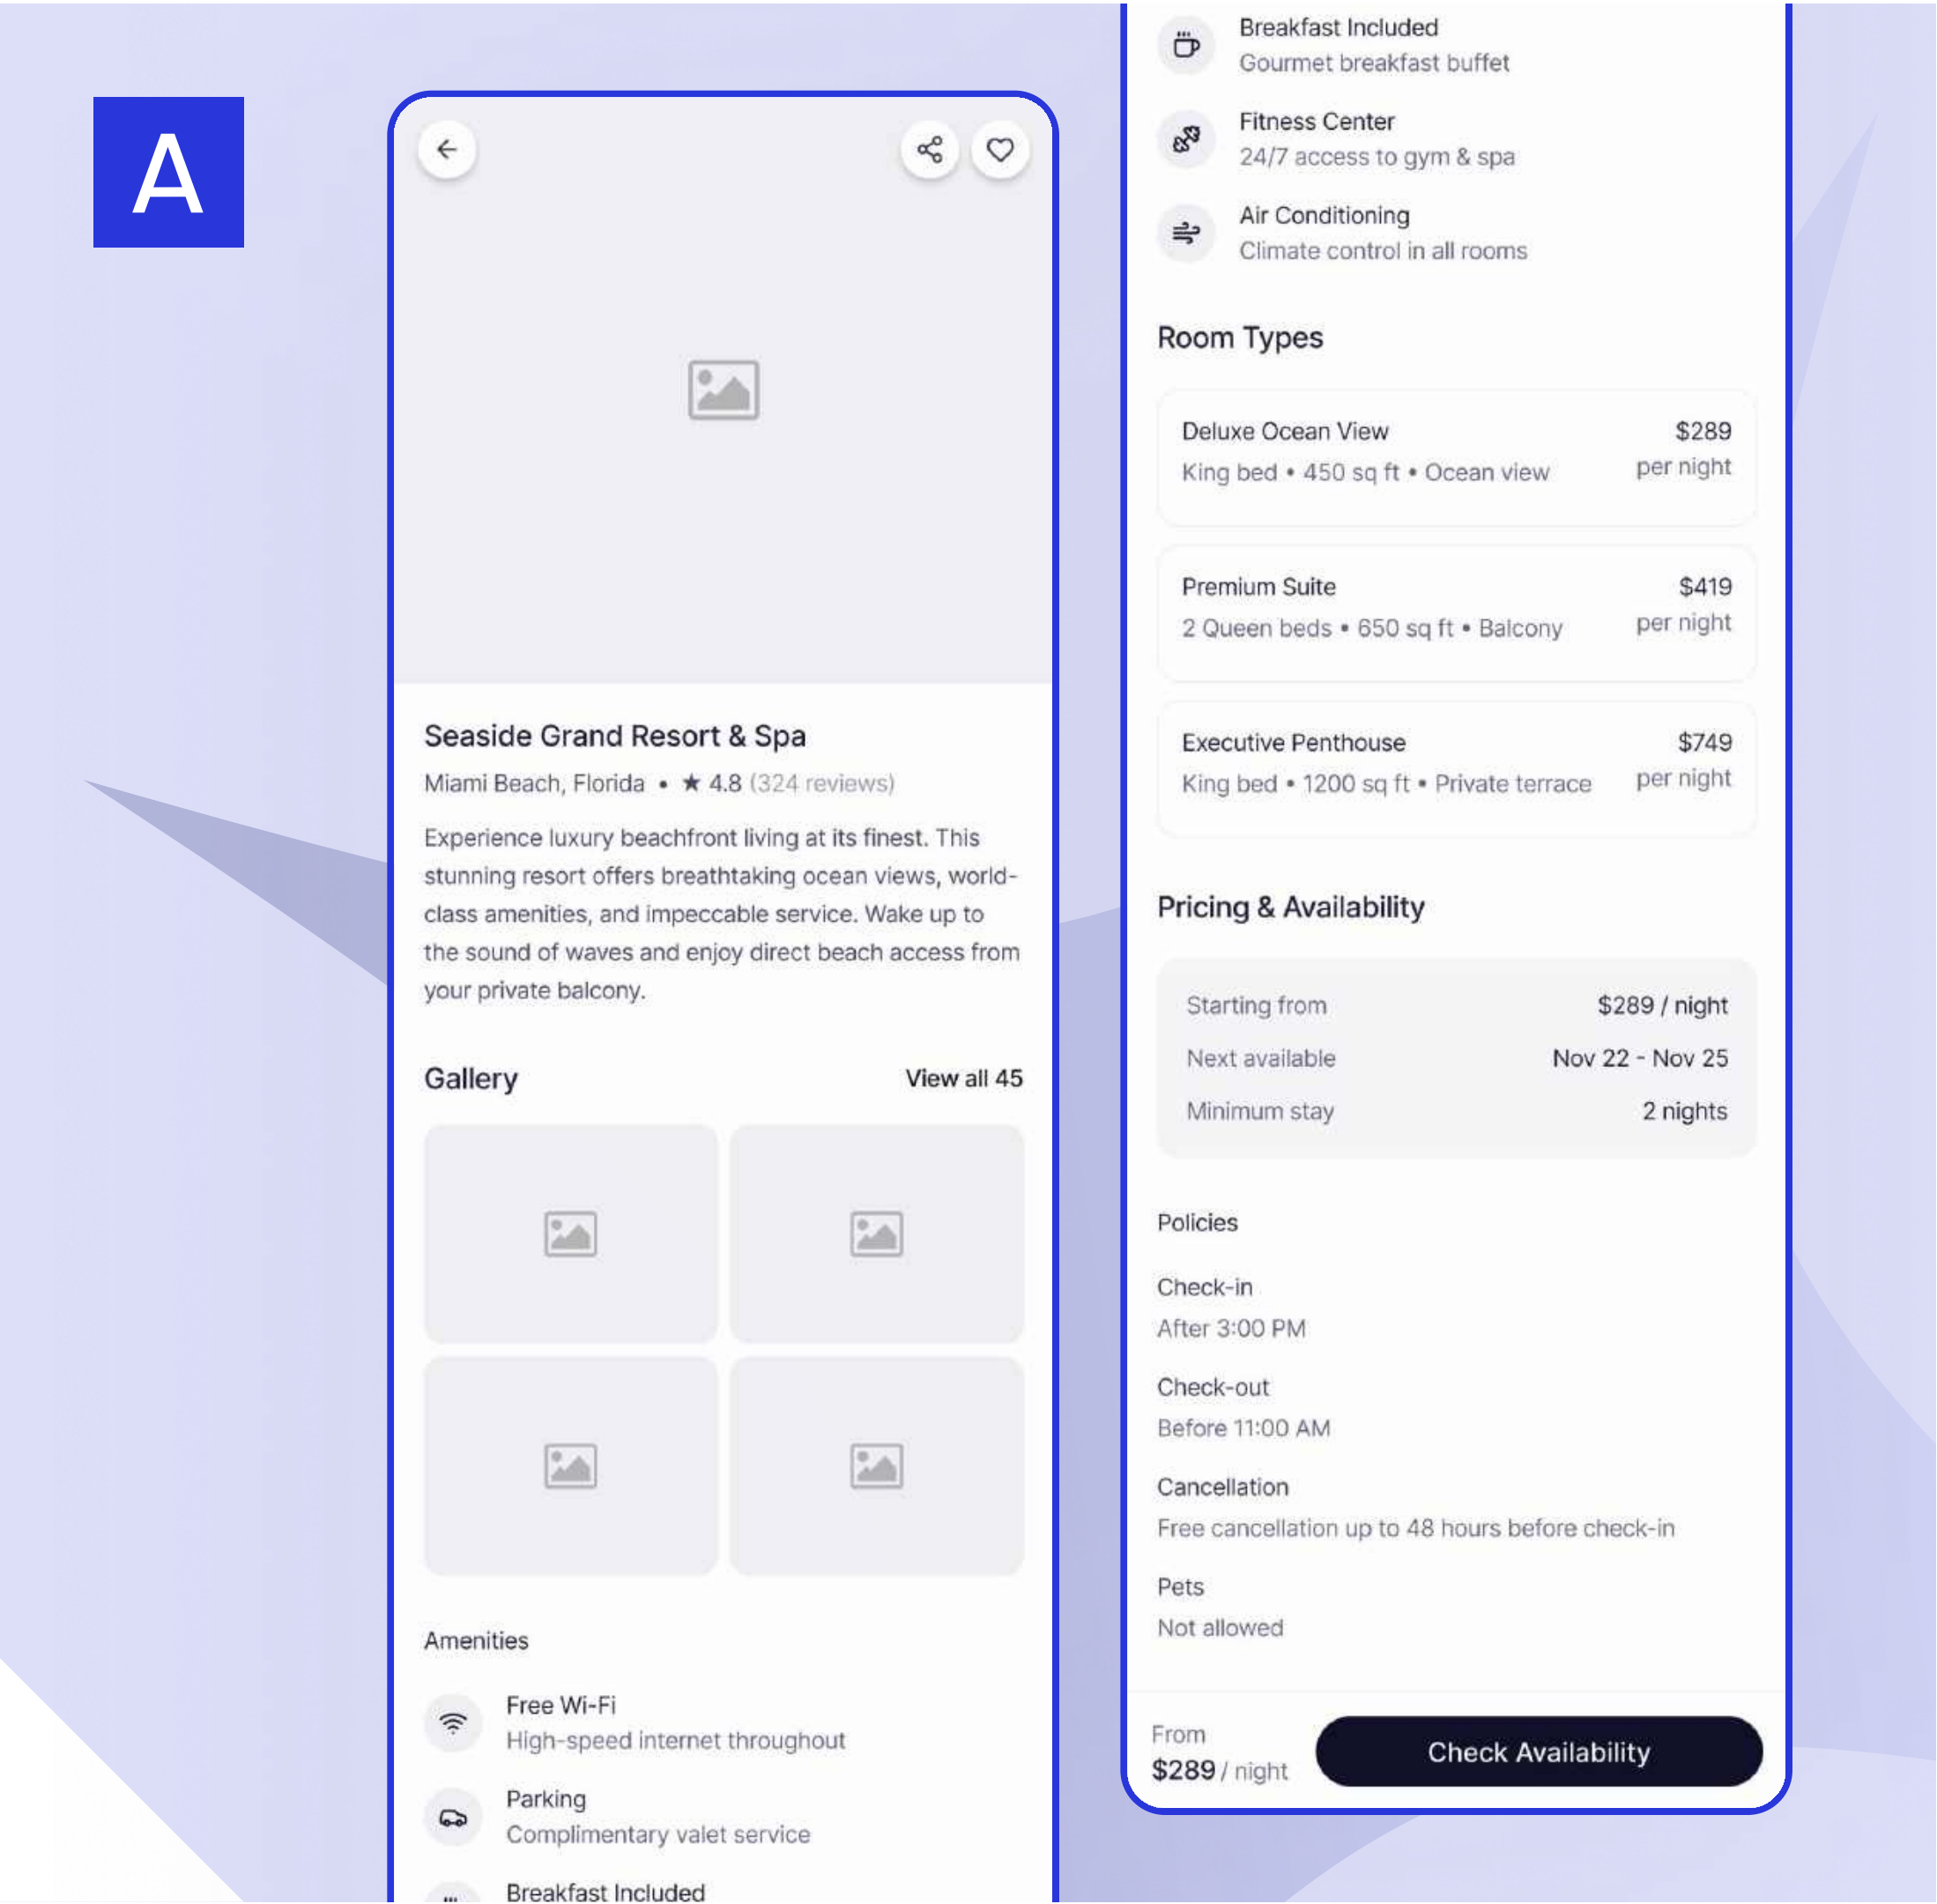 A
Seaside Grand Resort & Spa
Miami Beach, Florida • ★ 4.8 (324 reviews)
Experience luxury beachfront living at its finest. This
stunning resort offers breathtaking ocean views, world-
class amenities, and impeccable service. Wake up to
the sound of waves and enjoy direct beach access from
your private balcony.
Gallery
View all 45
Amenities
Free Wi-Fi
High-speed internet throughout
Parking
Complimentary valet service
Breakfast Included
Breakfast Included
Gourmet breakfast buffet
Fitness Center
24/7 access to gym & spa
Air Conditioning
Climate control in all rooms
Room Types
Deluxe Ocean View
$289
King bed • 450 sq ft • Ocean view
per night
Premium Suite
$419
2 Queen beds • 650 sq ft • Balcony
per night
Executive Penthouse
$749
King bed • 1200 sq ft • Private terrace
per night
Pricing & Availability
Starting from
$289 / night
Next available
Nov 22 - Nov 25
Minimum stay
2 nights
Policies
Check-in
After 3:00 PM
Check-out
Before 11:00 AM
Cancellation
Free cancellation up to 48 hours before check-in
Pets
Not allowed
From
$289 / night
Check Availability